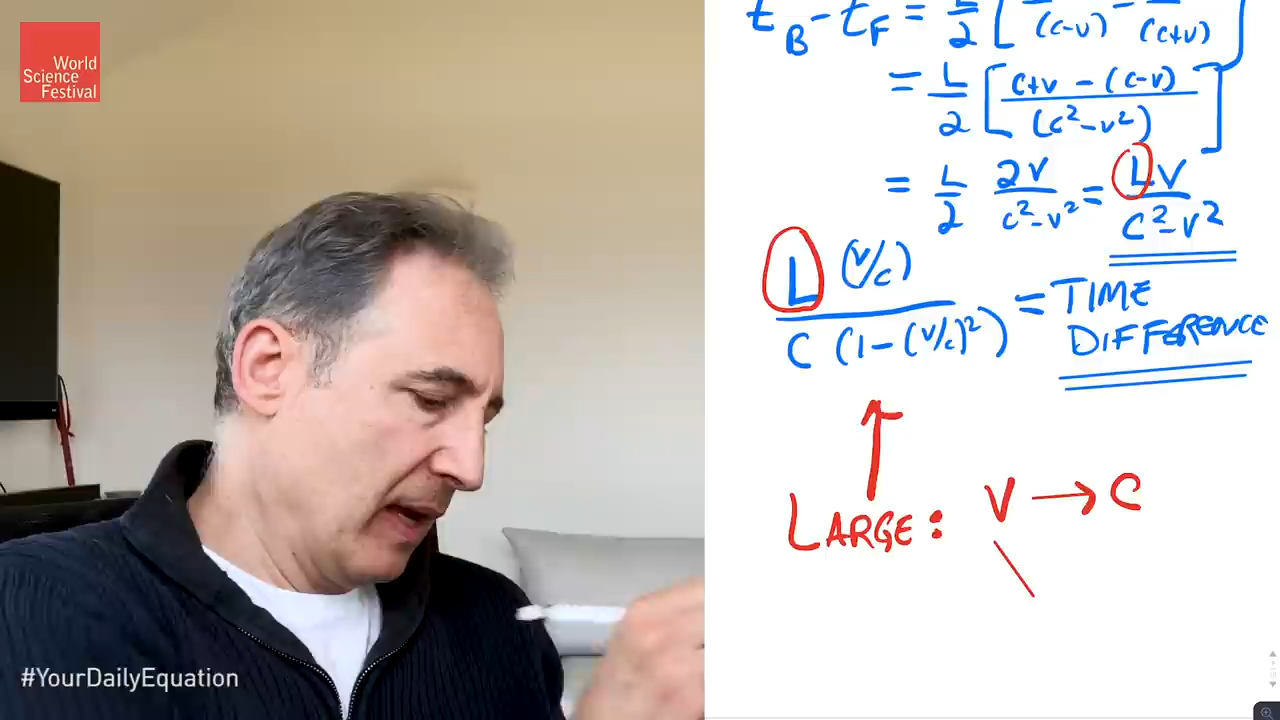 World
Science
Festival
t_B - t_F = L/2 [ 1/(c-v) - 1/(c+v) ]
= L/2 [ (c+v - (c-v))/(c²-v²) ]
= L/2 2v/(c²-v²) = Lv/(c²-v²)
L (v/c) / C (1-(v/c)²) = TIME
DIFFERENCE
LARGE: V → C
#YourDailyEquation